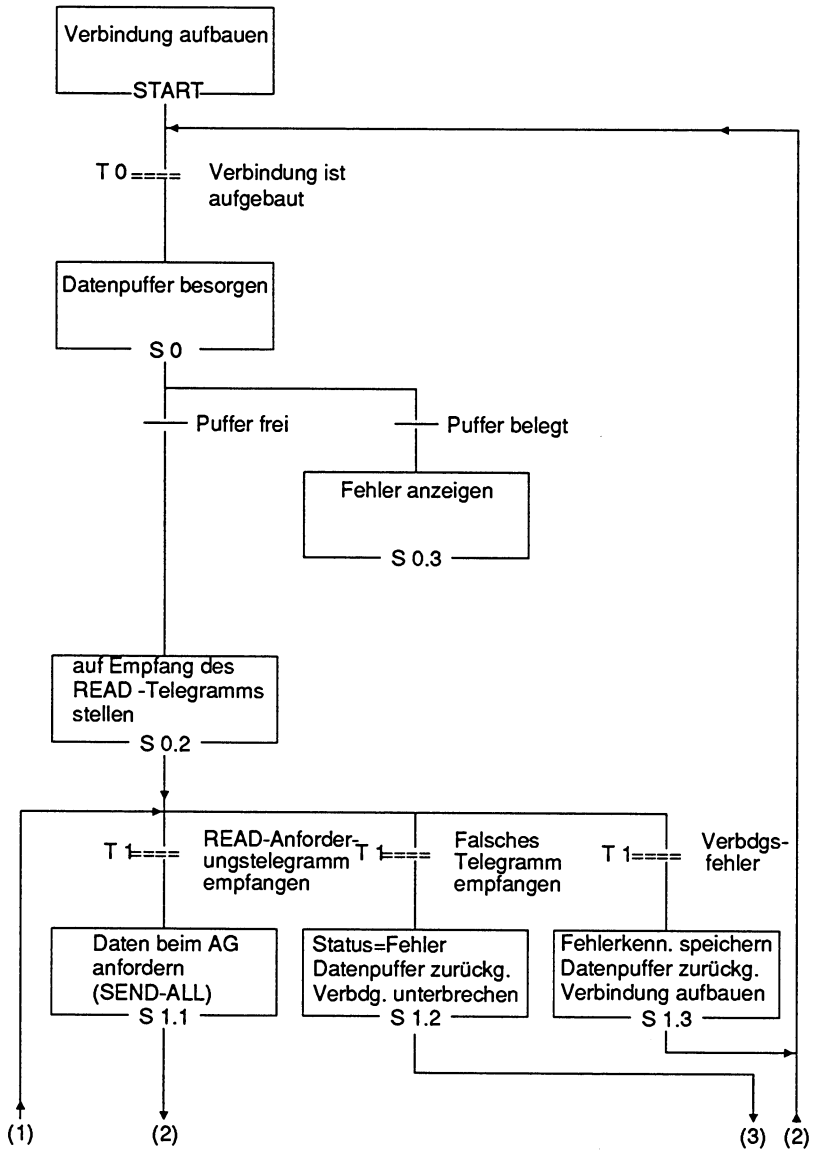 Verbindung aufbauen
START
T 0 ==== Verbindung ist
aufgebaut
Datenpuffer besorgen
S 0
Puffer frei
Puffer belegt
Fehler anzeigen
S 0.3
auf Empfang des
READ -Telegramms
stellen
S 0.2
T 1==== READ-Anforder-
ungstelegramm
empfangen
T 1==== Falsches
Telegramm
empfangen
T 1==== Verbdgs-
fehler
Daten beim AG
anfordern
(SEND-ALL)
S 1.1
Status=Fehler
Datenpuffer zurückg.
Verbdg. unterbrechen
S 1.2
Fehlerkenn. speichern
Datenpuffer zurückg.
Verbindung aufbauen
S 1.3
(1) (2) (3) (2)